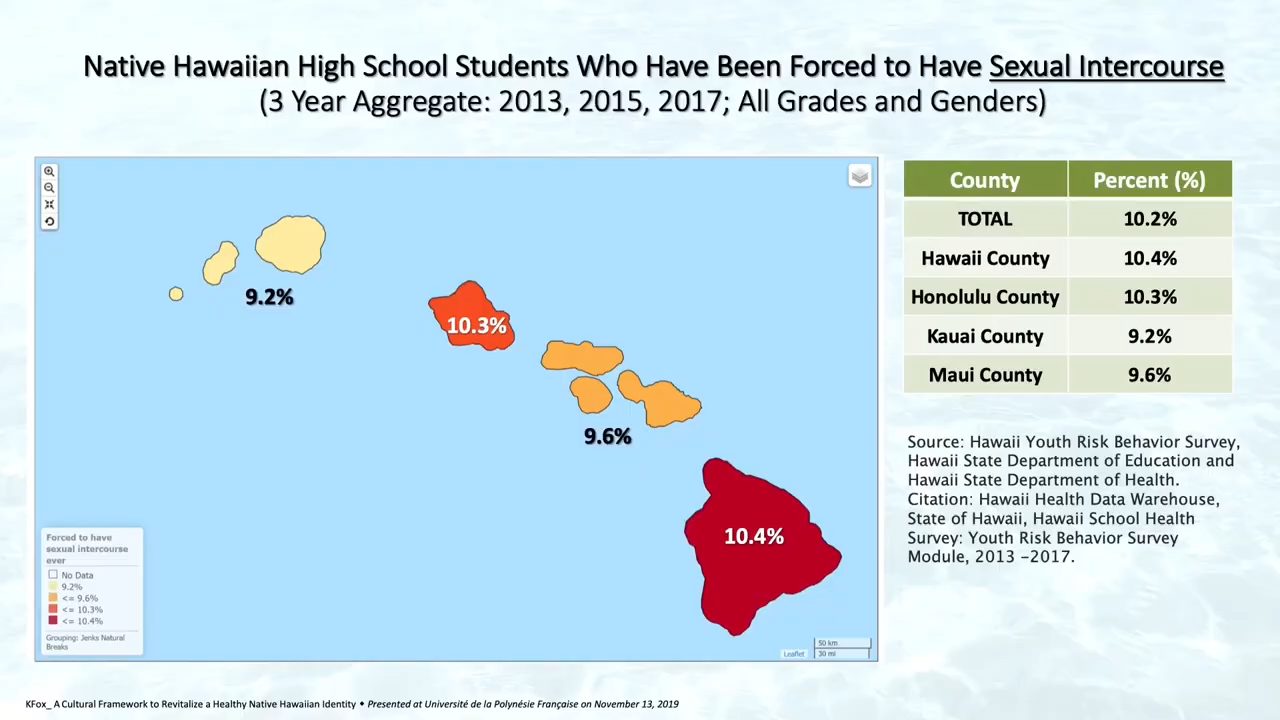 Native Hawaiian High School Students Who Have Been Forced to Have Sexual Intercourse
(3 Year Aggregate: 2013, 2015, 2017; All Grades and Genders)
9.2%
10.3%
9.6%
10.4%
Forced to have
sexual intercourse
ever
No Data
9.2%
<= 9.6%
<= 10.3%
<= 10.4%
Grouping: Jenks Natural
Breaks
50 km
30 mi
Leaflet
County Percent (%)
TOTAL 10.2%
Hawaii County 10.4%
Honolulu County 10.3%
Kauai County 9.2%
Maui County 9.6%
Source: Hawaii Youth Risk Behavior Survey,
Hawaii State Department of Education and
Hawaii State Department of Health.
Citation: Hawaii Health Data Warehouse,
State of Hawaii, Hawaii School Health
Survey: Youth Risk Behavior Survey
Module, 2013 –2017.
KFox_ A Cultural Framework to Revitalize a Healthy Native Hawaiian Identity • Presented at Université de la Polynésie Française on November 13, 2019